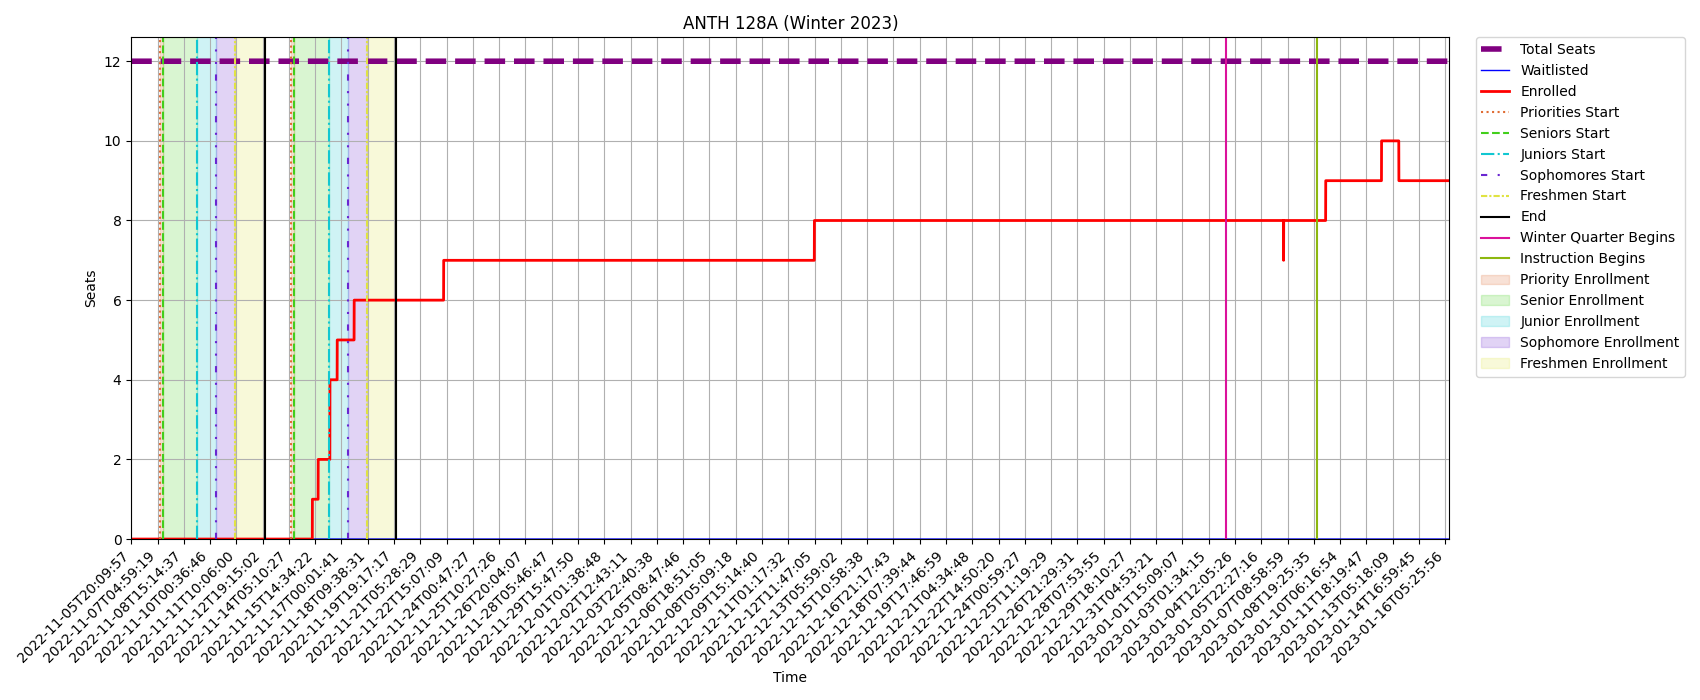 ANTH 128A (Winter 2023)
Total Seats
Waitlisted
Enrolled
Priorities Start
Seniors Start
Juniors Start
Sophomores Start
Freshmen Start
End
Winter Quarter Begins
Instruction Begins
Priority Enrollment
Senior Enrollment
Junior Enrollment
Sophomore Enrollment
Freshmen Enrollment
Seats
12
10
8
6
4
2
0
2022-11-05T20:09:57
2022-11-07T04:59:19
2022-11-08T15:14:37
2022-11-10T00:36:46
2022-11-11T10:06:00
2022-11-12T19:15:02
2022-11-14T05:10:27
2022-11-15T14:34:22
2022-11-17T00:01:41
2022-11-18T09:38:31
2022-11-19T19:17:17
2022-11-21T05:28:29
2022-11-22T15:07:09
2022-11-25T00:47:27
2022-11-25T10:27:26
2022-11-26T20:04:07
2022-11-28T05:46:47
2022-11-29T15:47:50
2022-12-01T01:38:48
2022-12-02T12:43:11
2022-12-03T22:40:38
2022-12-05T08:47:46
2022-12-06T18:51:05
2022-12-08T05:09:18
2022-12-09T15:14:40
2022-12-11T01:17:32
2022-12-12T11:47:05
2022-12-13T15:59:02
2022-12-15T10:58:38
2022-12-16T21:17:43
2022-12-18T07:39:44
2022-12-19T17:46:59
2022-12-21T04:34:48
2022-12-22T14:50:20
2022-12-24T00:59:27
2022-12-25T11:19:29
2022-12-26T21:29:31
2022-12-28T07:53:55
2022-12-29T18:10:27
2022-12-31T04:53:21
2023-01-01T15:09:07
2023-01-03T01:34:15
2023-01-04T12:05:26
2023-01-05T22:27:16
2023-01-07T08:58:59
2023-01-08T19:25:35
2023-01-10T06:16:54
2023-01-11T18:19:47
2023-01-13T05:18:09
2023-01-14T16:59:45
2023-01-16T05:25:56
Time